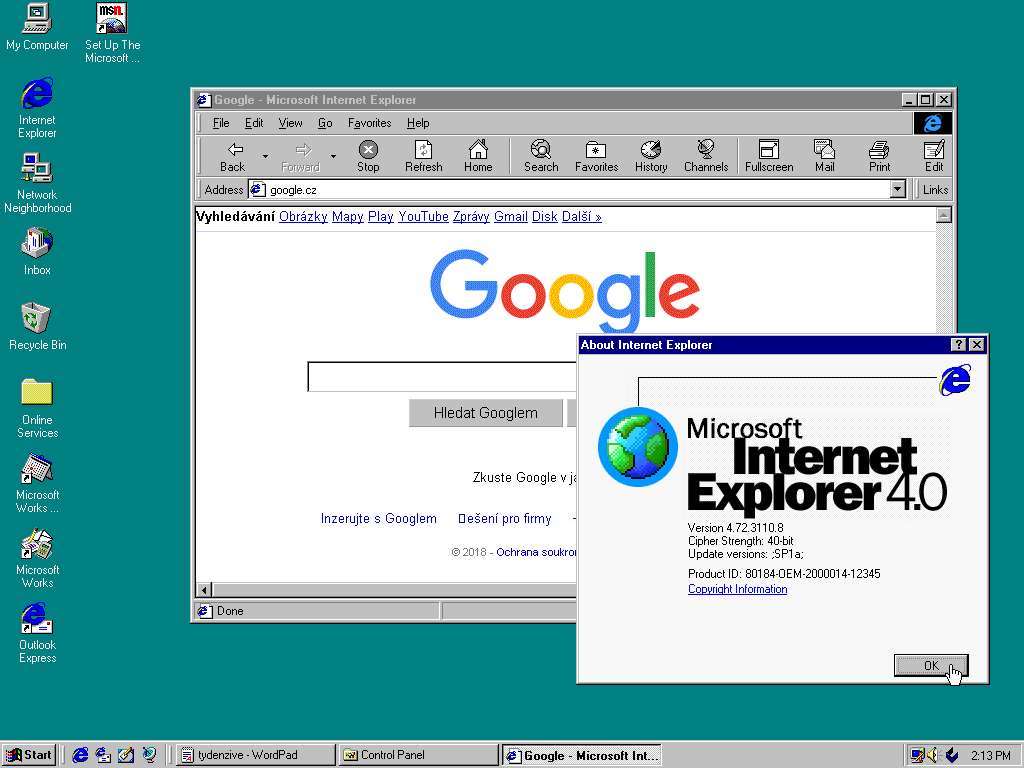 My Computer
Set Up The
Microsoft ...
Internet
Explorer
Network
Neighborhood
Inbox
Recycle Bin
Online
Services
Microsoft
Works ...
Microsoft
Works
Outlook
Express
Google - Microsoft Internet Explorer
File Edit View Go Favorites Help
Back Forward Stop Refresh Home Search Favorites History Channels Fullscreen Mail Print Edit
Address google.cz Links
Vyhledávání Obrázky Mapy Play YouTube Zprávy Gmail Disk Další »
Google
Hledat Googlem
Zkuste Google v ja
Inzerujte s Googlem ešení pro firmy -
© 2018 - Ochrana soukron
Done
About Internet Explorer
Microsoft
Internet
Explorer 4.0
Version 4.72.3110.8
Cipher Strength: 40-bit
Update versions: ;SP1a;
Product ID: 80184-OEM-2000014-12345
Copyright Information
OK
Start tydenzive - WordPad Control Panel Google - Microsoft Int... 2:13 PM